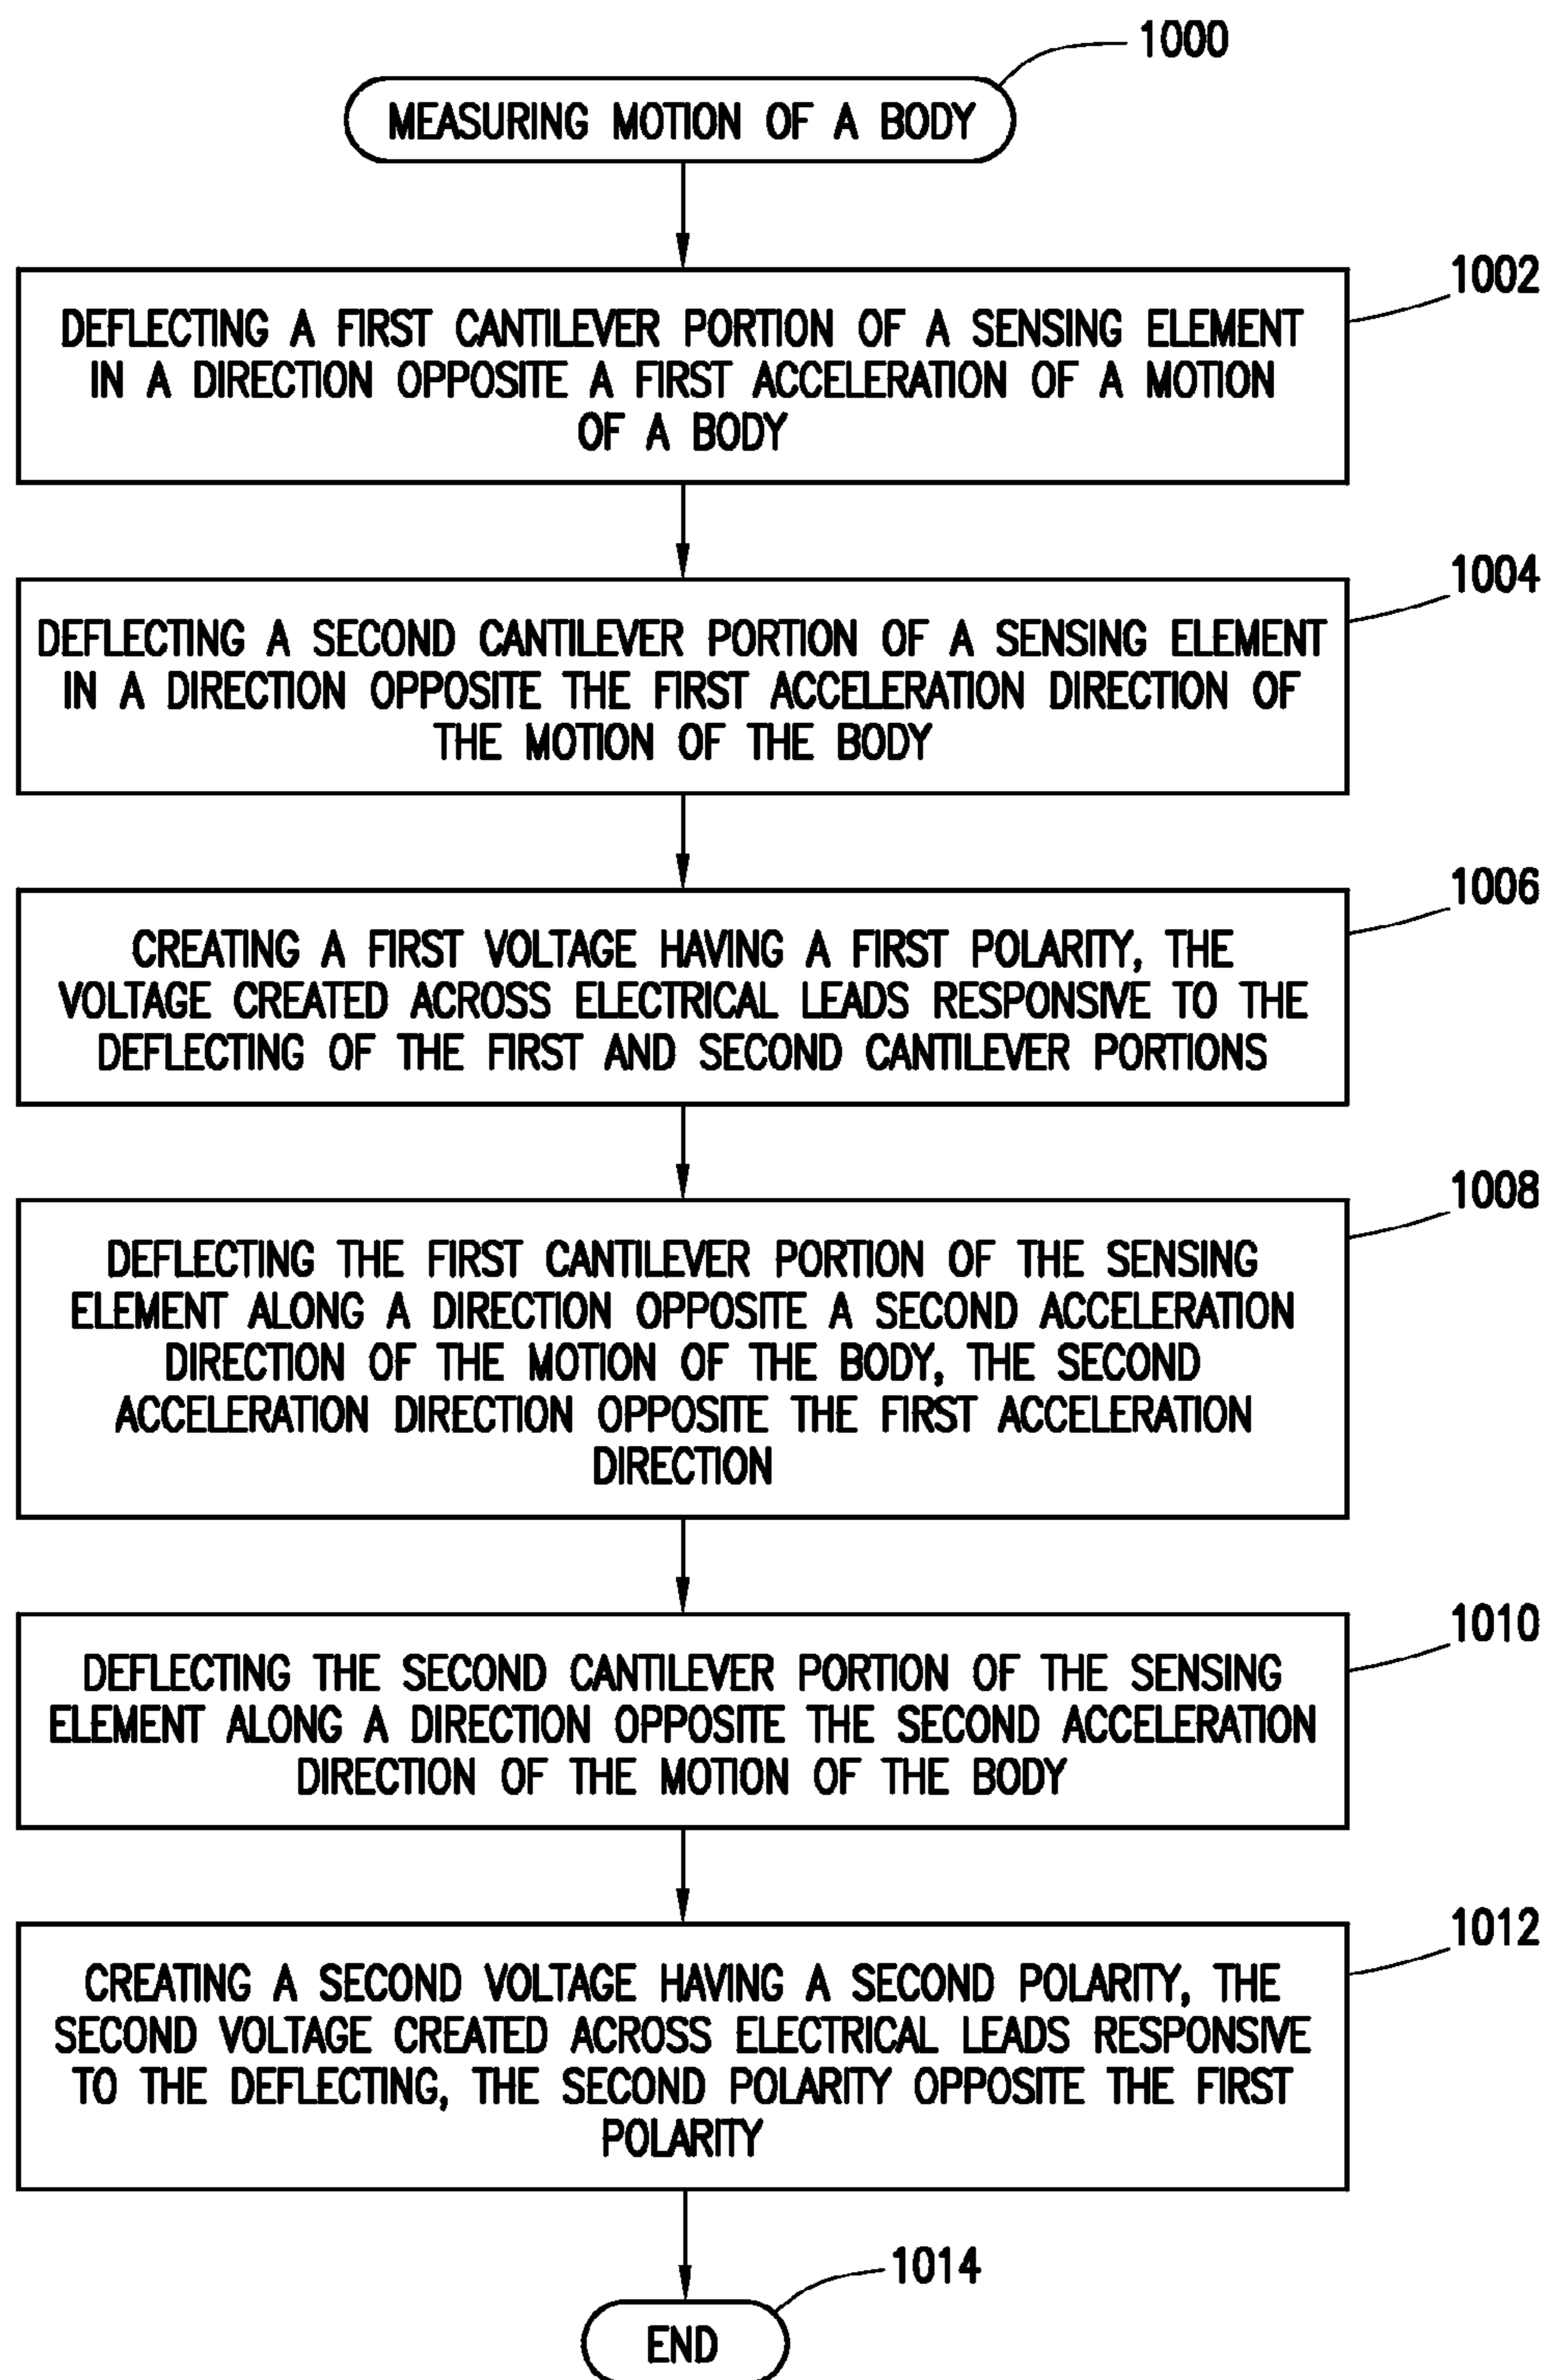 1000
MEASURING MOTION OF A BODY
1002
DEFLECTING A FIRST CANTILEVER PORTION OF A SENSING ELEMENT
IN A DIRECTION OPPOSITE A FIRST ACCELERATION OF A MOTION
OF A BODY
1004
DEFLECTING A SECOND CANTILEVER PORTION OF A SENSING ELEMENT
IN A DIRECTION OPPOSITE THE FIRST ACCELERATION DIRECTION OF
THE MOTION OF THE BODY
1006
CREATING A FIRST VOLTAGE HAVING A FIRST POLARITY, THE
VOLTAGE CREATED ACROSS ELECTRICAL LEADS RESPONSIVE TO THE
DEFLECTING OF THE FIRST AND SECOND CANTILEVER PORTIONS
1008
DEFLECTING THE FIRST CANTILEVER PORTION OF THE SENSING
ELEMENT ALONG A DIRECTION OPPOSITE A SECOND ACCELERATION
DIRECTION OF THE MOTION OF THE BODY, THE SECOND
ACCELERATION DIRECTION OPPOSITE THE FIRST ACCELERATION
DIRECTION
1010
DEFLECTING THE SECOND CANTILEVER PORTION OF THE SENSING
ELEMENT ALONG A DIRECTION OPPOSITE THE SECOND ACCELERATION
DIRECTION OF THE MOTION OF THE BODY
1012
CREATING A SECOND VOLTAGE HAVING A SECOND POLARITY, THE
SECOND VOLTAGE CREATED ACROSS ELECTRICAL LEADS RESPONSIVE
TO THE DEFLECTING, THE SECOND POLARITY OPPOSITE THE FIRST
POLARITY
1014
END